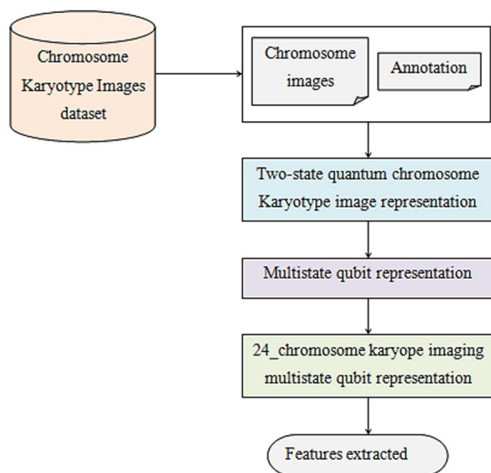 Chromosome
Karyotype Images
dataset
Chromosome
images
Annotation
Two-state quantum chromosome
Karyotype image representation
Multistate qubit representation
24_chromosome karyope imaging
multistate qubit representation
Features extracted